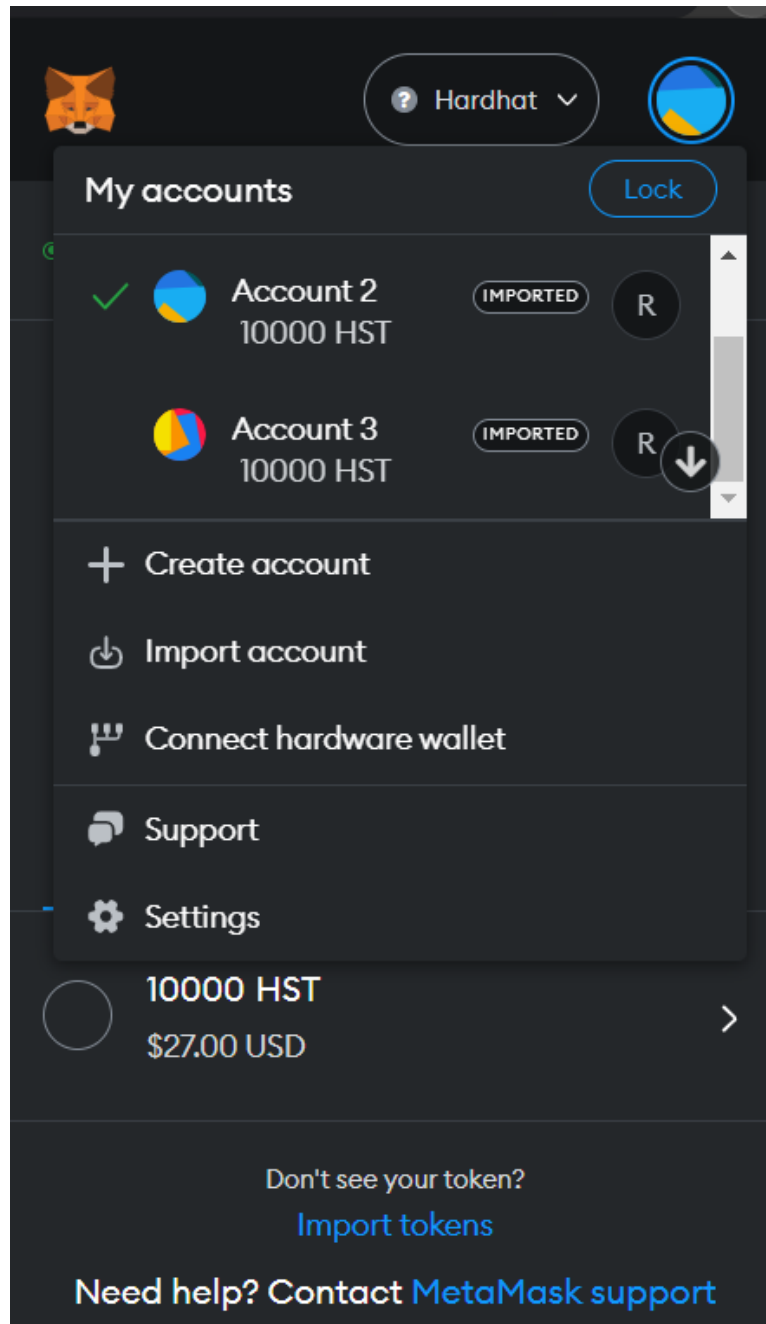 Hardhat
My accounts
Lock
Account 2
IMPORTED
R
10000 HST
Account 3
IMPORTED
R
10000 HST
Create account
Import account
Connect hardware wallet
Support
Settings
10000 HST
$27.00 USD
Don't see your token?
Import tokens
Need help? Contact MetaMask support